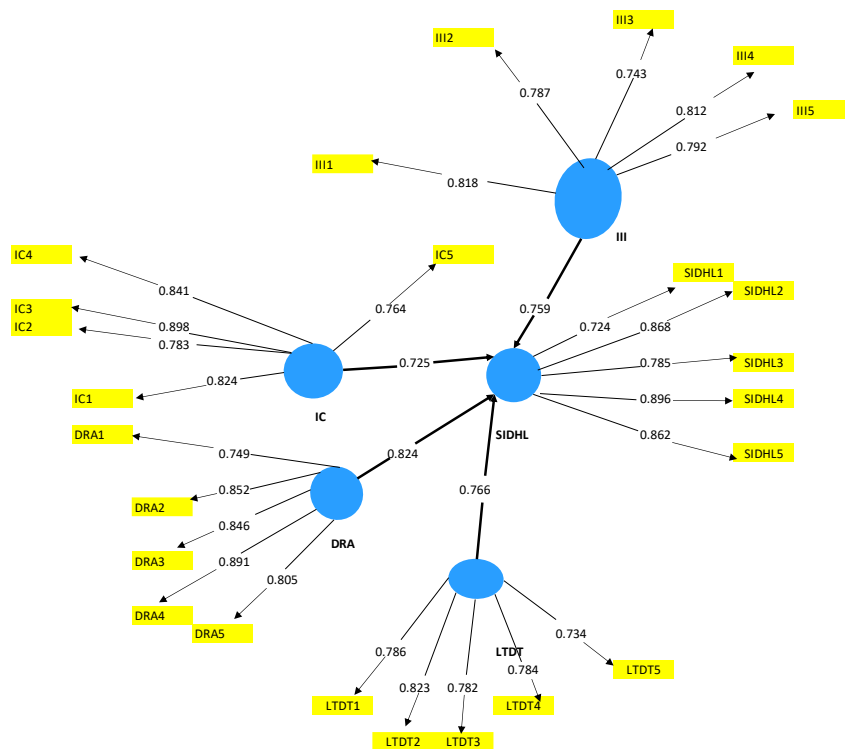 III3
III2
III4
0.743
0.787
0.812
III5
0.792
III1
0.818
III
IC4
IC5
SIDHL1
SIDHL2
0.841
0.764
IC3
0.759
0.724
0.868
IC2
0.898
0.783
0.725
0.785
SIDHL3
0.824
IC1
0.896
SIDHL4
IC
DRA1
SIDHL
0.862
0.749
0.824
SIDHL5
0.852
0.766
DRA2
0.846
DRA
DRA3
0.891
0.805
DRA4
DRA5
0.734
0.786
LTDT
0.784
LTDT5
0.823
0.782
LTDT1
LTDT4
LTDT2
LTDT3